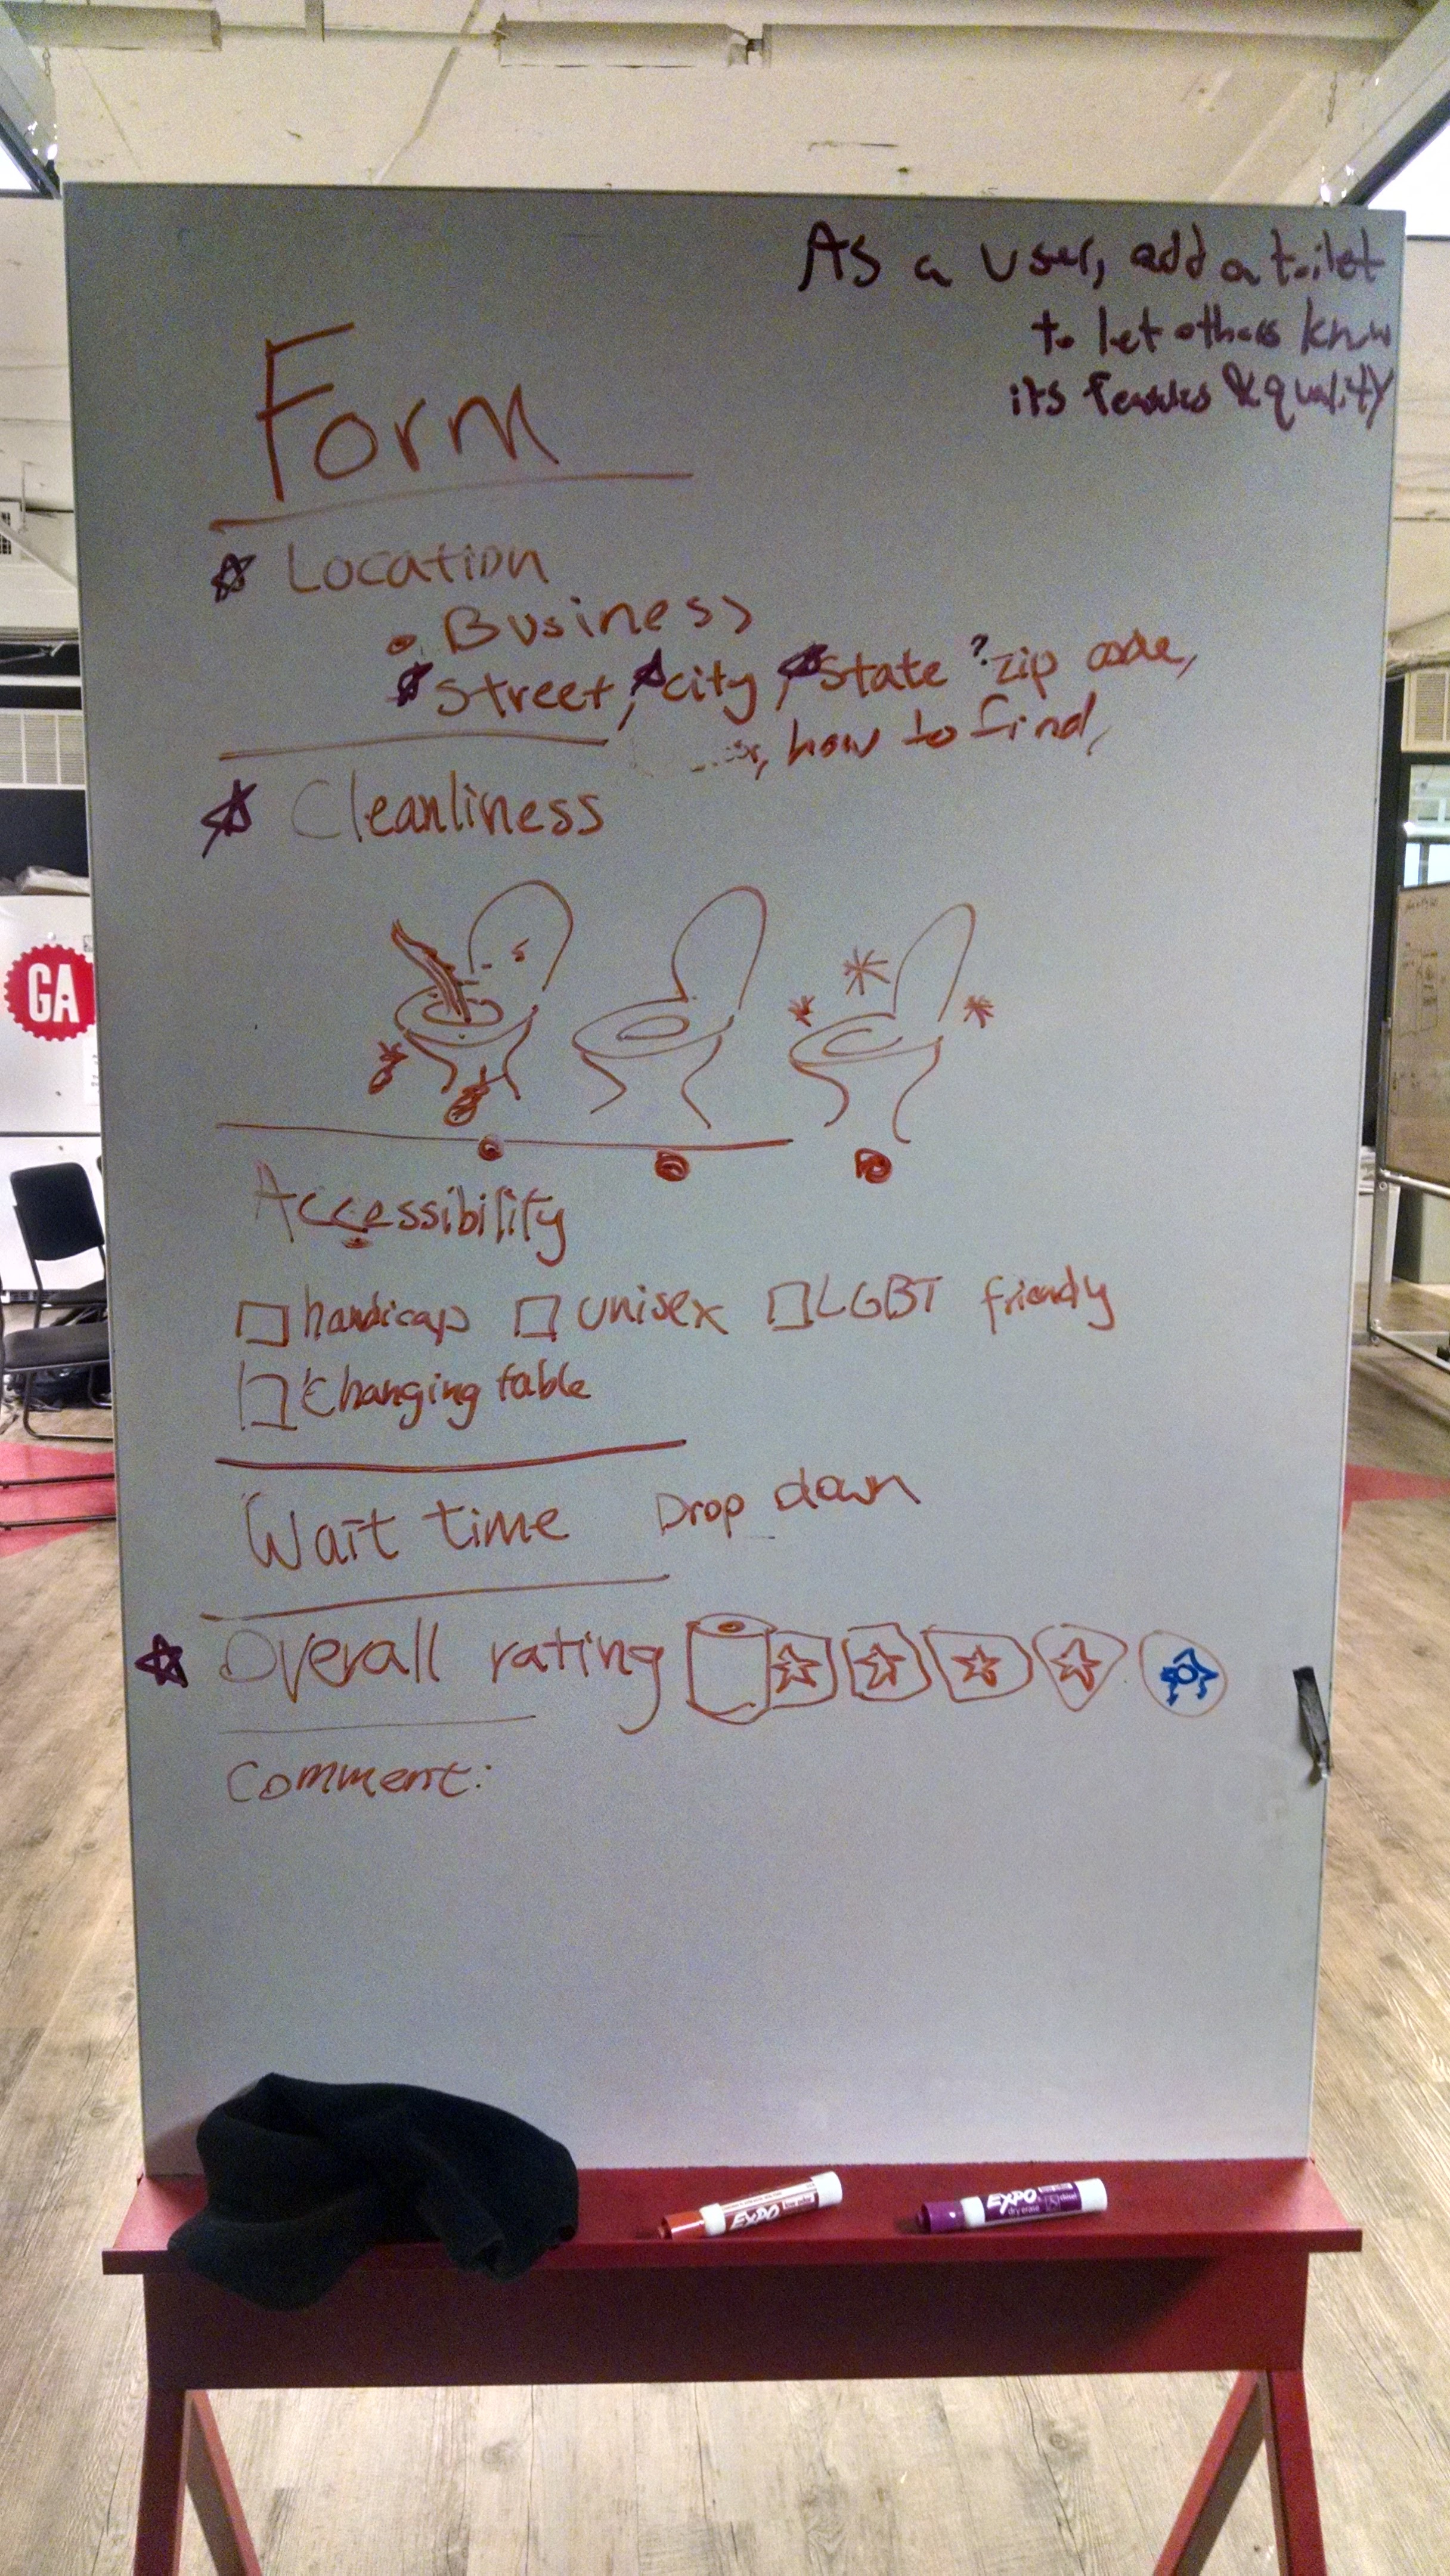 As a user, add a toilet
to let others know
its features & quality
Form
Location
Business
Street, city, state ? zip code,
, how to find,
Cleanliness
Accessibility
handicap unisex LGBT friendly
Changing table
Wait time Drop down
Overall rating
Comment:
GA
EXPO
EXPO
dry erase